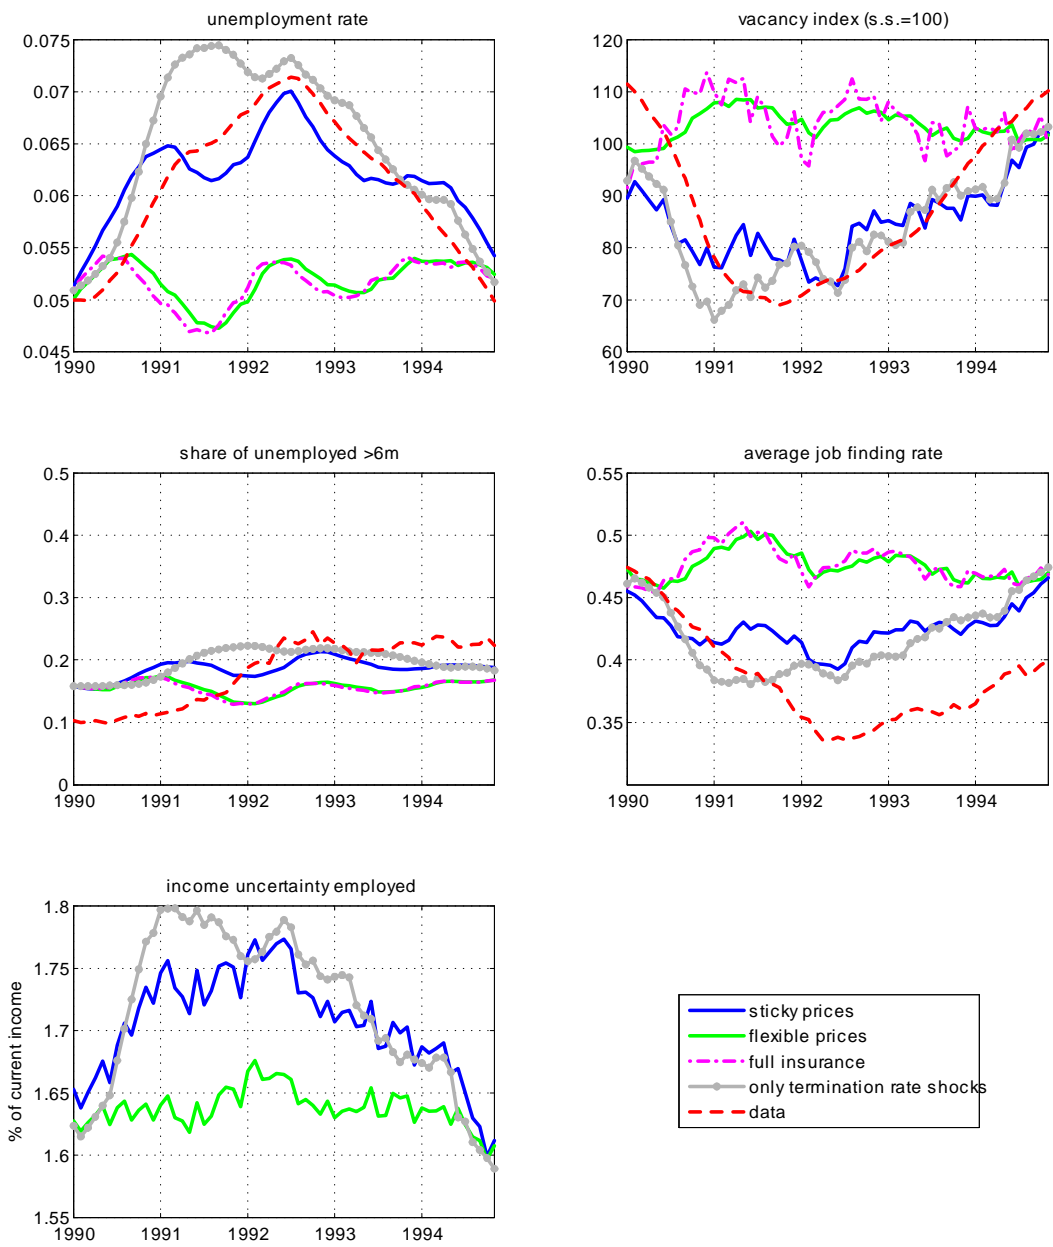 unemployment rate
0.075
0.07
0.065
0.06
0.055
0.05
0.045
1990 1991 1992 1993 1994
vacancy index (s.s.=100)
120
110
100
90
80
70
60
1990 1991 1992 1993 1994
share of unemployed >6m
0.5
0.4
0.3
0.2
0.1
0
1990 1991 1992 1993 1994
average job finding rate
0.55
0.5
0.45
0.4
0.35
1990 1991 1992 1993 1994
income uncertainty employed
% of current income
1.8
1.75
1.7
1.65
1.6
1.55
1990 1991 1992 1993 1994
sticky prices
flexible prices
full insurance
only termination rate shocks
data